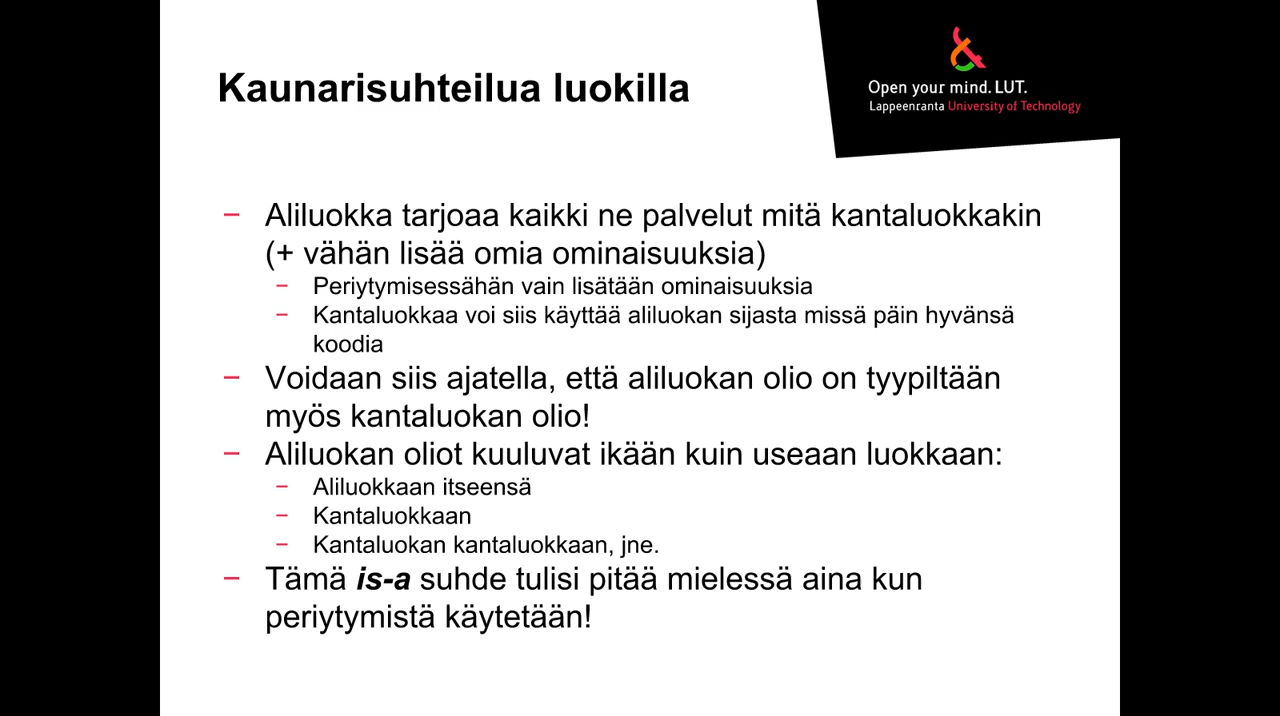 Kaunarisuhteilua luokilla
Open your mind. LUT.
Lappeenranta University of Technology
– Aliluokka tarjoaa kaikki ne palvelut mitä kantaluokkakin
(+ vähän lisää omia ominaisuuksia)
– Periytymisessähän vain lisätään ominaisuuksia
– Kantaluokkaa voi siis käyttää aliluokan sijasta missä päin hyvänsä
koodia
– Voidaan siis ajatella, että aliluokan olio on tyypiltään
myös kantaluokan olio!
– Aliluokan oliot kuuluvat ikään kuin useaan luokkaan:
– Aliluokkaan itseensä
– Kantaluokkaan
– Kantaluokan kantaluokkaan, jne.
– Tämä is-a suhde tulisi pitää mielessä aina kun
periytymistä käytetään!